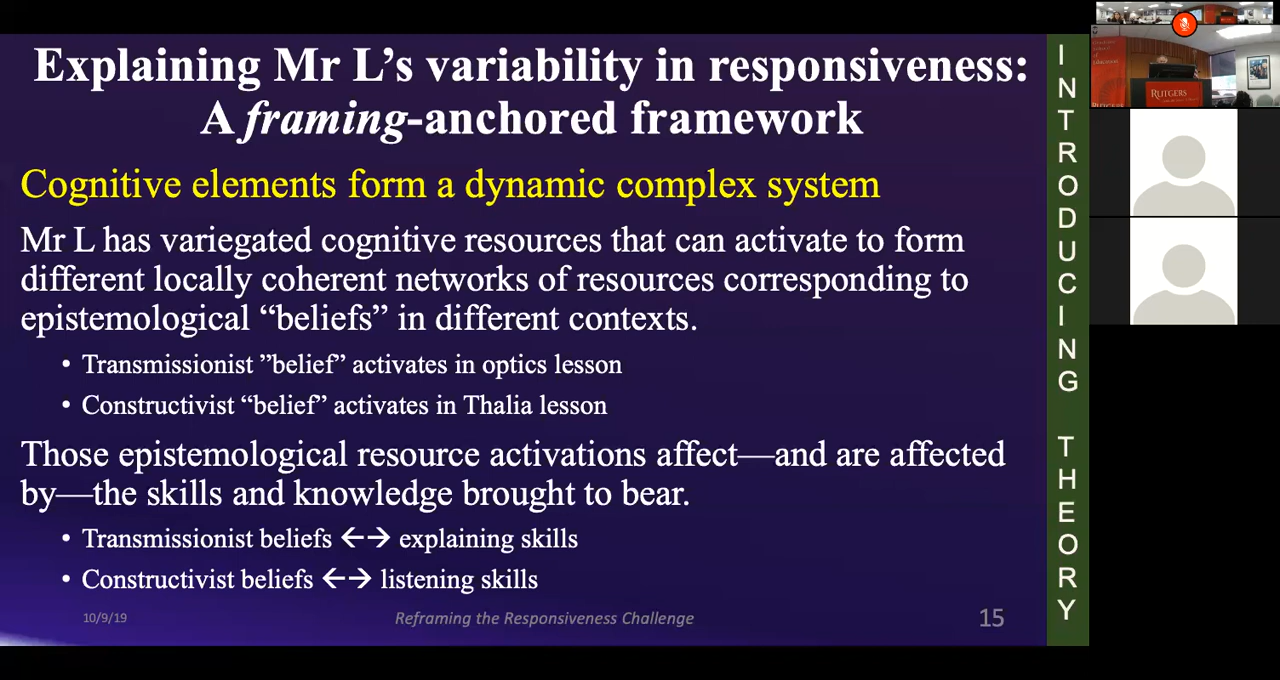 Explaining Mr L’s variability in responsiveness:
A framing-anchored framework
Cognitive elements form a dynamic complex system
Mr L has variegated cognitive resources that can activate to form
different locally coherent networks of resources corresponding to
epistemological “beliefs” in different contexts.
• Transmissionist ”belief” activates in optics lesson
• Constructivist “belief” activates in Thalia lesson
Those epistemological resource activations affect—and are affected
by—the skills and knowledge brought to bear.
• Transmissionist beliefs ←→ explaining skills
• Constructivist beliefs ←→ listening skills
10/9/19
Reframing the Responsiveness Challenge
15
INTRODUCING THEORY
RUTGERS